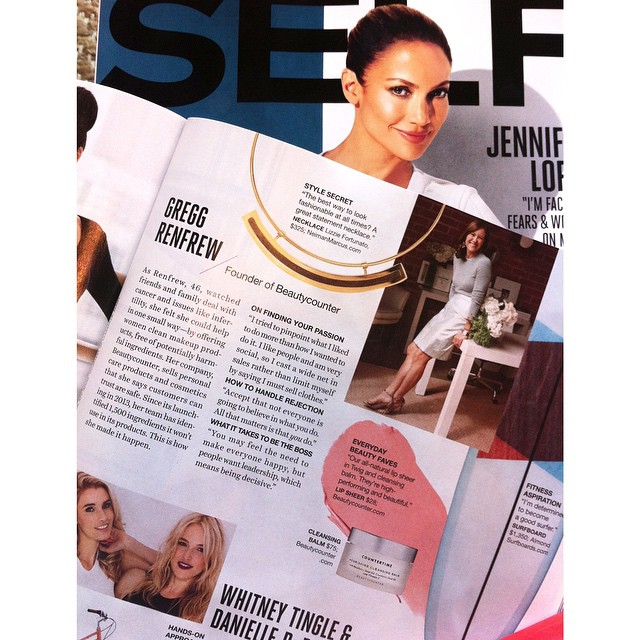 SELF
JENNIF
LOP
"I'M FAC
FEARS & WI
ON M
GREGG
RENFREW
Founder of Beautycounter
As Renfrew, 46, watched
friends and family deal with
cancer and issues like infer-
tility, she felt she could help
in one small way—by offering
women clean makeup prod-
ucts, free of potentially harm-
ful ingredients. Her company,
Beautycounter, sells personal
care products and cosmetics
that she says customers can
trust are safe. Since its launch-
ing in 2013, her team has iden-
tified 1,500 ingredients it won't
use in its products. This is how
she made it happen.
STYLE SECRET
"The best way to look
fashionable at all times? A
great statement necklace."
NECKLACE Lizzie Fortunato,
$325; NeimanMarcus.com
ON FINDING YOUR PASSION
"I tried to pinpoint what I liked
to do more than how I wanted to
do it. I like people and am very
social, so I cast a wide net in
sales rather than limit myself
by saying I must sell clothes."
HOW TO HANDLE REJECTION
"Accept that not everyone is
going to believe in what you do.
All that matters is that you do."
WHAT IT TAKES TO BE THE BOSS
"You may feel the need to
make everyone happy, but
people want leadership, which
means being decisive."
EVERYDAY
BEAUTY FAVES
"Our all-natural lip sheer
in Twig and cleansing
balm. They're high-
performing and beautiful."
LIP SHEER $28;
Beautycounter.com
CLEANSING
BALM $75;
Beautycounter
.com
COUNTERTIME
FITNESS
ASPIRATION
"I'm determine
to become
a good surfer."
SURFBOARD
$1,350; Almond
Surfboards.com
WHITNEY TINGLE &
DANIELLE D
HANDS-ON
APPRO